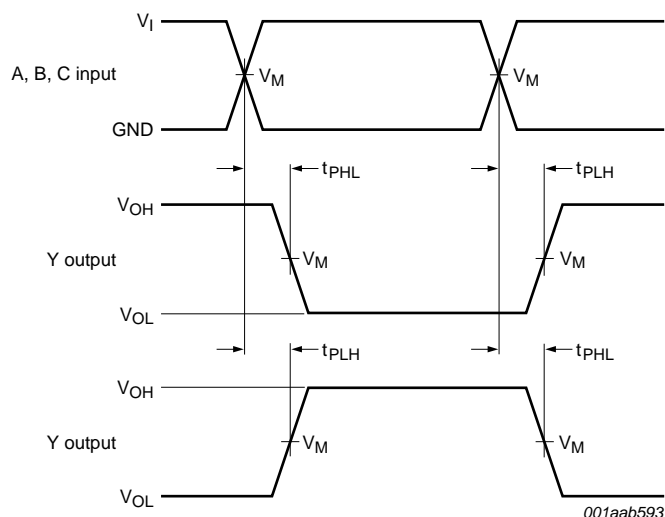 VI
A, B, C input
VM
VM
GND
tPHL
tPLH
VOH
Y output
VM
VM
VOL
tPLH
tPHL
VOH
Y output
VM
VM
VOL
001aab593